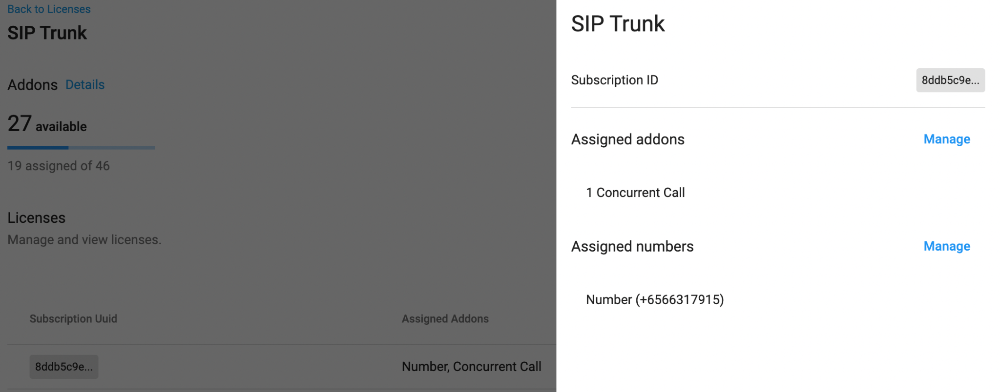 Back to Licenses
SIP Trunk
Addons Details
27 available
19 assigned of 46
Licenses
Manage and view licenses.
Subscription Uuid Assigned Addons
8ddb5c9e... Number, Concurrent Call
SIP Trunk
Subscription ID 8ddb5c9e...
Assigned addons Manage
1 Concurrent Call
Assigned numbers Manage
Number (+6566317915)